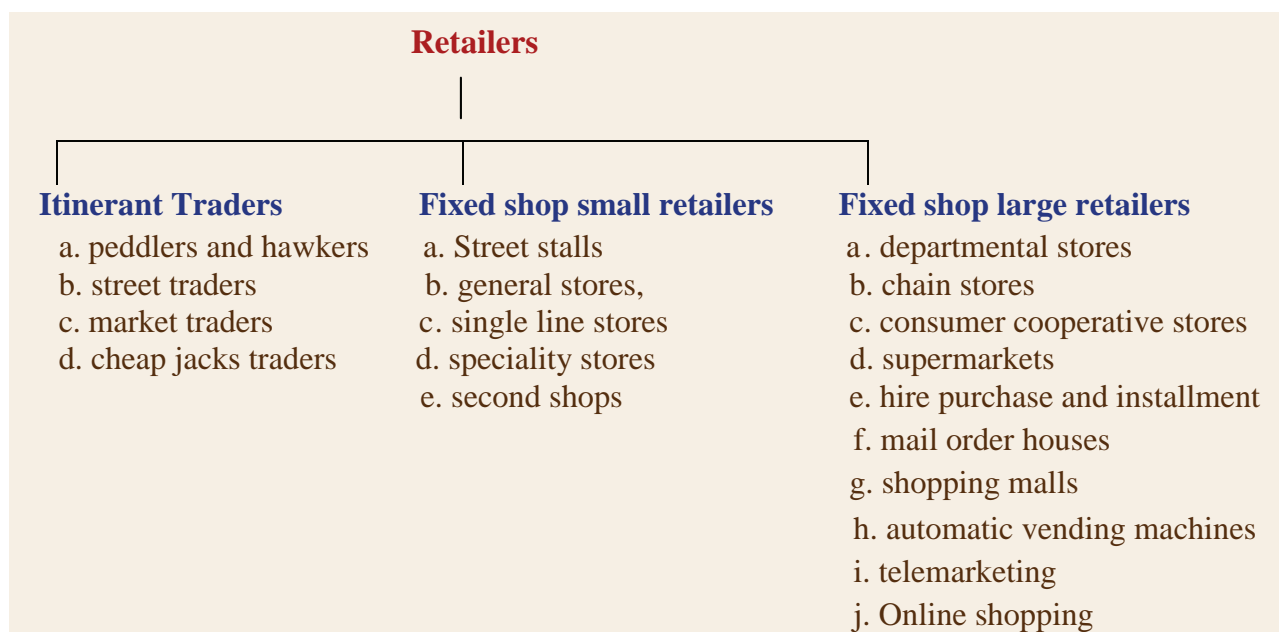 Retailers
Itinerant Traders
a. peddlers and hawkers
b. street traders
c. market traders
d. cheap jacks traders
Fixed shop small retailers
a. Street stalls
b. general stores,
c. single line stores
d. speciality stores
e. second shops
Fixed shop large retailers
a. departmental stores
b. chain stores
c. consumer cooperative stores
d. supermarkets
e. hire purchase and installment
f. mail order houses
g. shopping malls
h. automatic vending machines
i. telemarketing
j. Online shopping